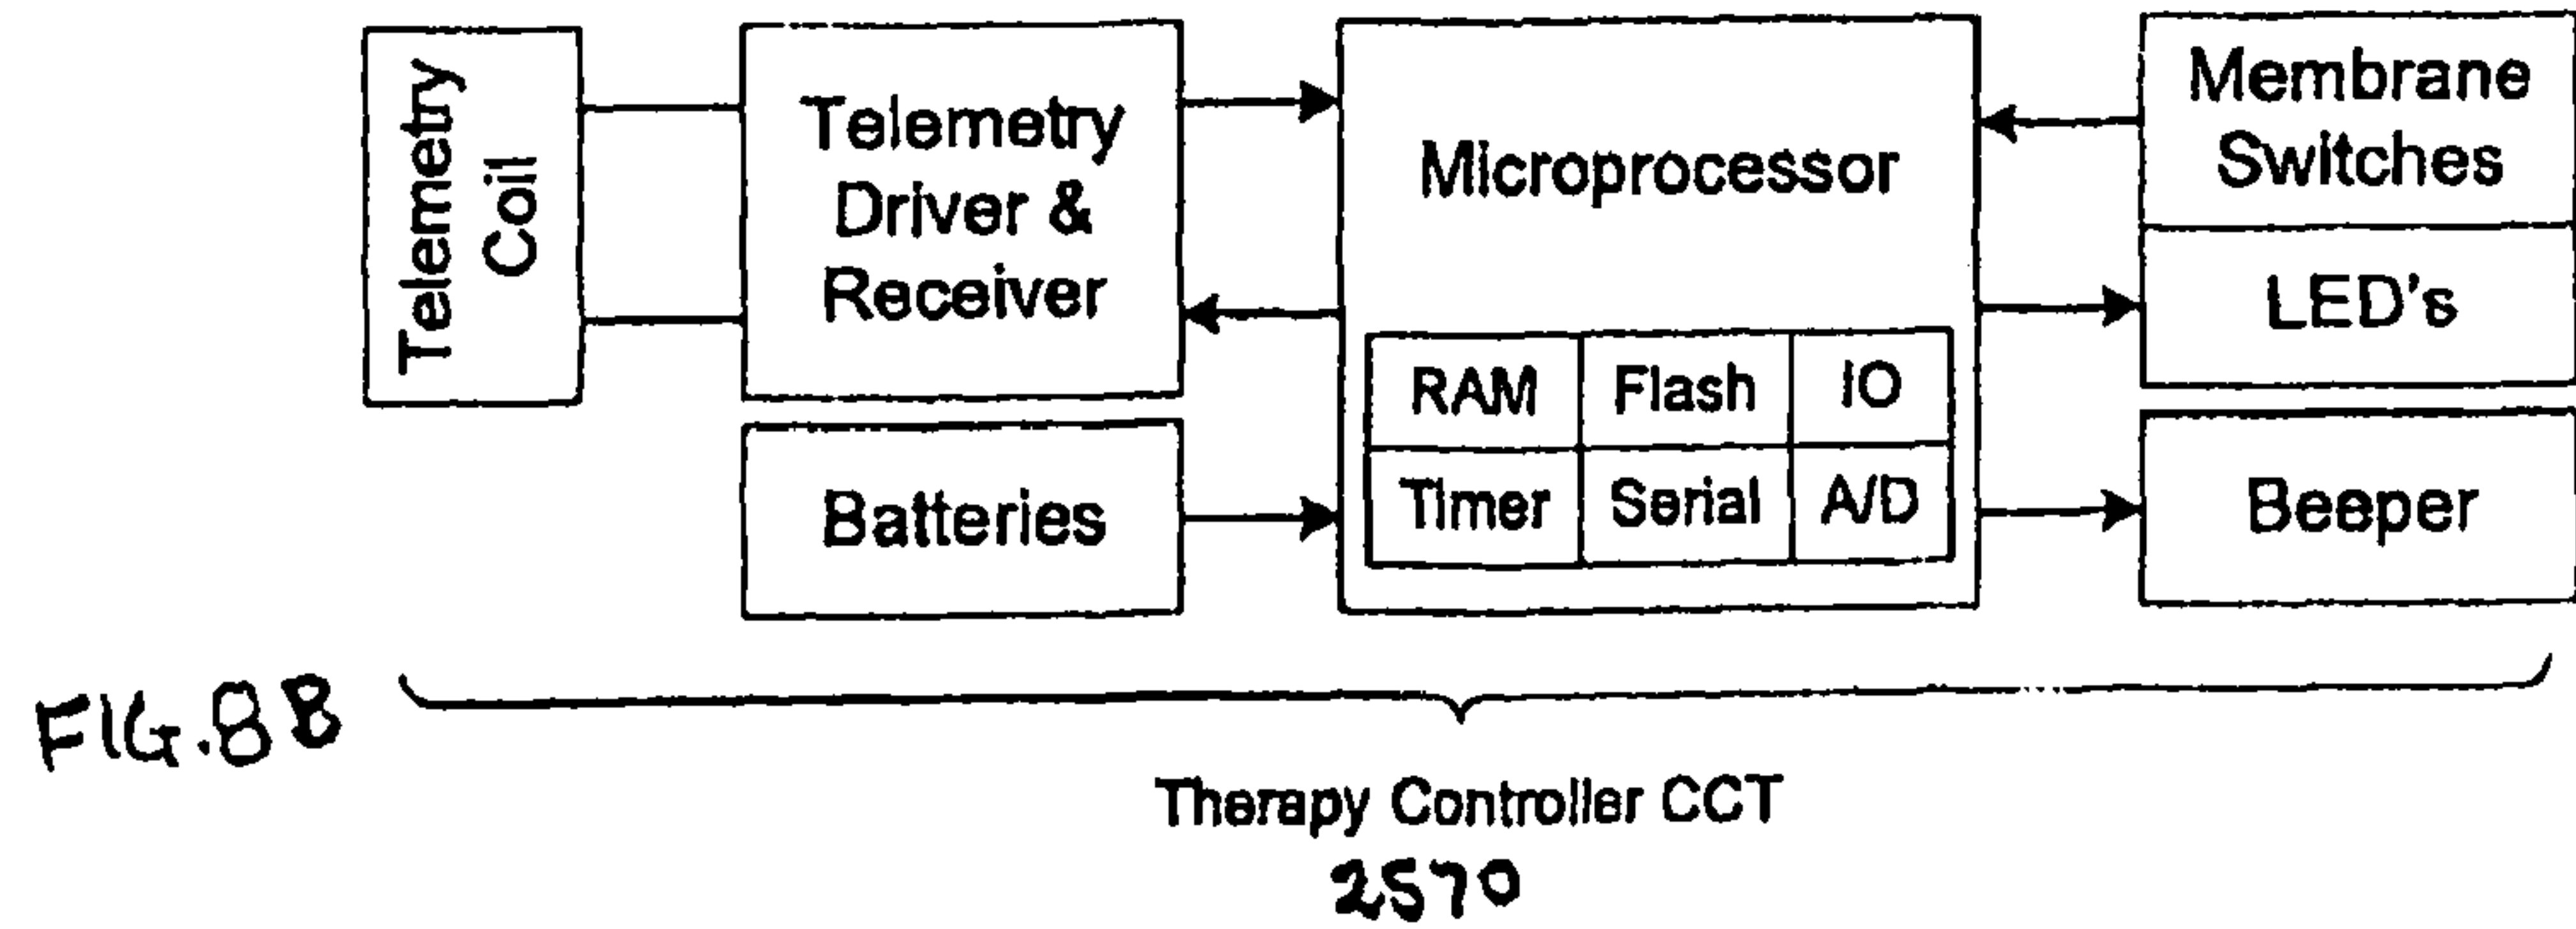 Telemetry
Coil
Telemetry
Driver &
Receiver
Batteries
Microprocessor
RAM Flash IO
Timer Serial A/D
Membrane
Switches
LED's
Beeper
FIG. 8B
Therapy Controller CCT
2570